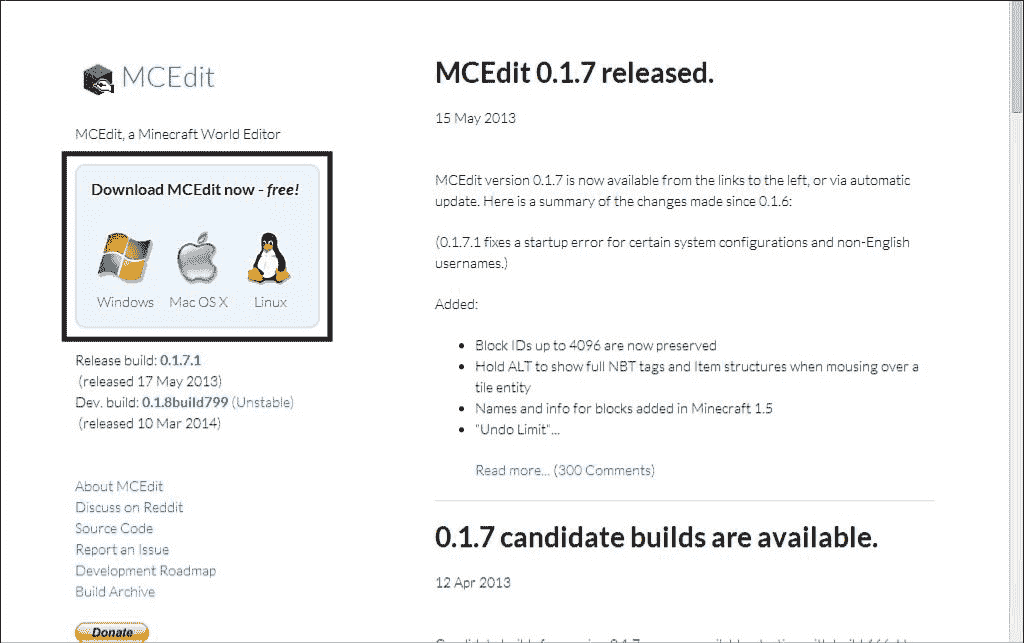 MCEdit
MCEdit, a Minecraft World Editor
Download MCEdit now - free!
Windows Mac OS X Linux
Release build: 0.1.7.1
(released 17 May 2013)
Dev. build: 0.1.8build799 (Unstable)
(released 10 Mar 2014)
About MCEdit
Discuss on Reddit
Source Code
Report an Issue
Development Roadmap
Build Archive
Donate
MCEdit 0.1.7 released.
15 May 2013
MCEdit version 0.1.7 is now available from the links to the left, or via automatic
update. Here is a summary of the changes made since 0.1.6:
(0.1.7.1 fixes a startup error for certain system configurations and non-English
usernames.)
Added:
• Block IDs up to 4096 are now preserved
• Hold ALT to show full NBT tags and Item structures when mousing over a
tile entity
• Names and info for blocks added in Minecraft 1.5
• "Undo Limit"...
Read more... (300 Comments)
0.1.7 candidate builds are available.
12 Apr 2013